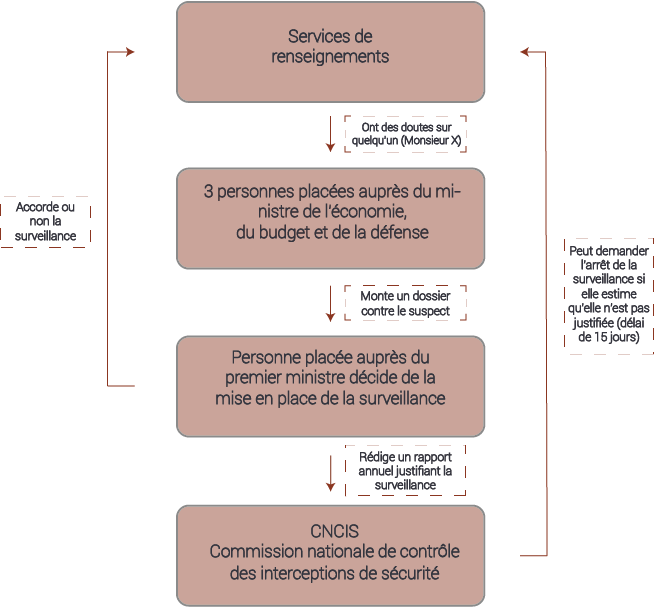 Services de
renseignements
Ont des doutes sur
quelqu'un (Monsieur X)
3 personnes placées auprès du mi-
nistre de l'économie,
du budget et de la défense
Accorde ou
non la
surveillance
Peut demander
l'arrêt de la
surveillance si
elle estime
qu'elle n'est pas
justifiée (délai
de 15 jours)
Monte un dossier
contre le suspect
Personne placée auprès du
premier ministre décide de la
mise en place de la surveillance
Rédige un rapport
annuel justifiant la
surveillance
CNCIS
Commission nationale de contrôle
des interceptions de sécurité